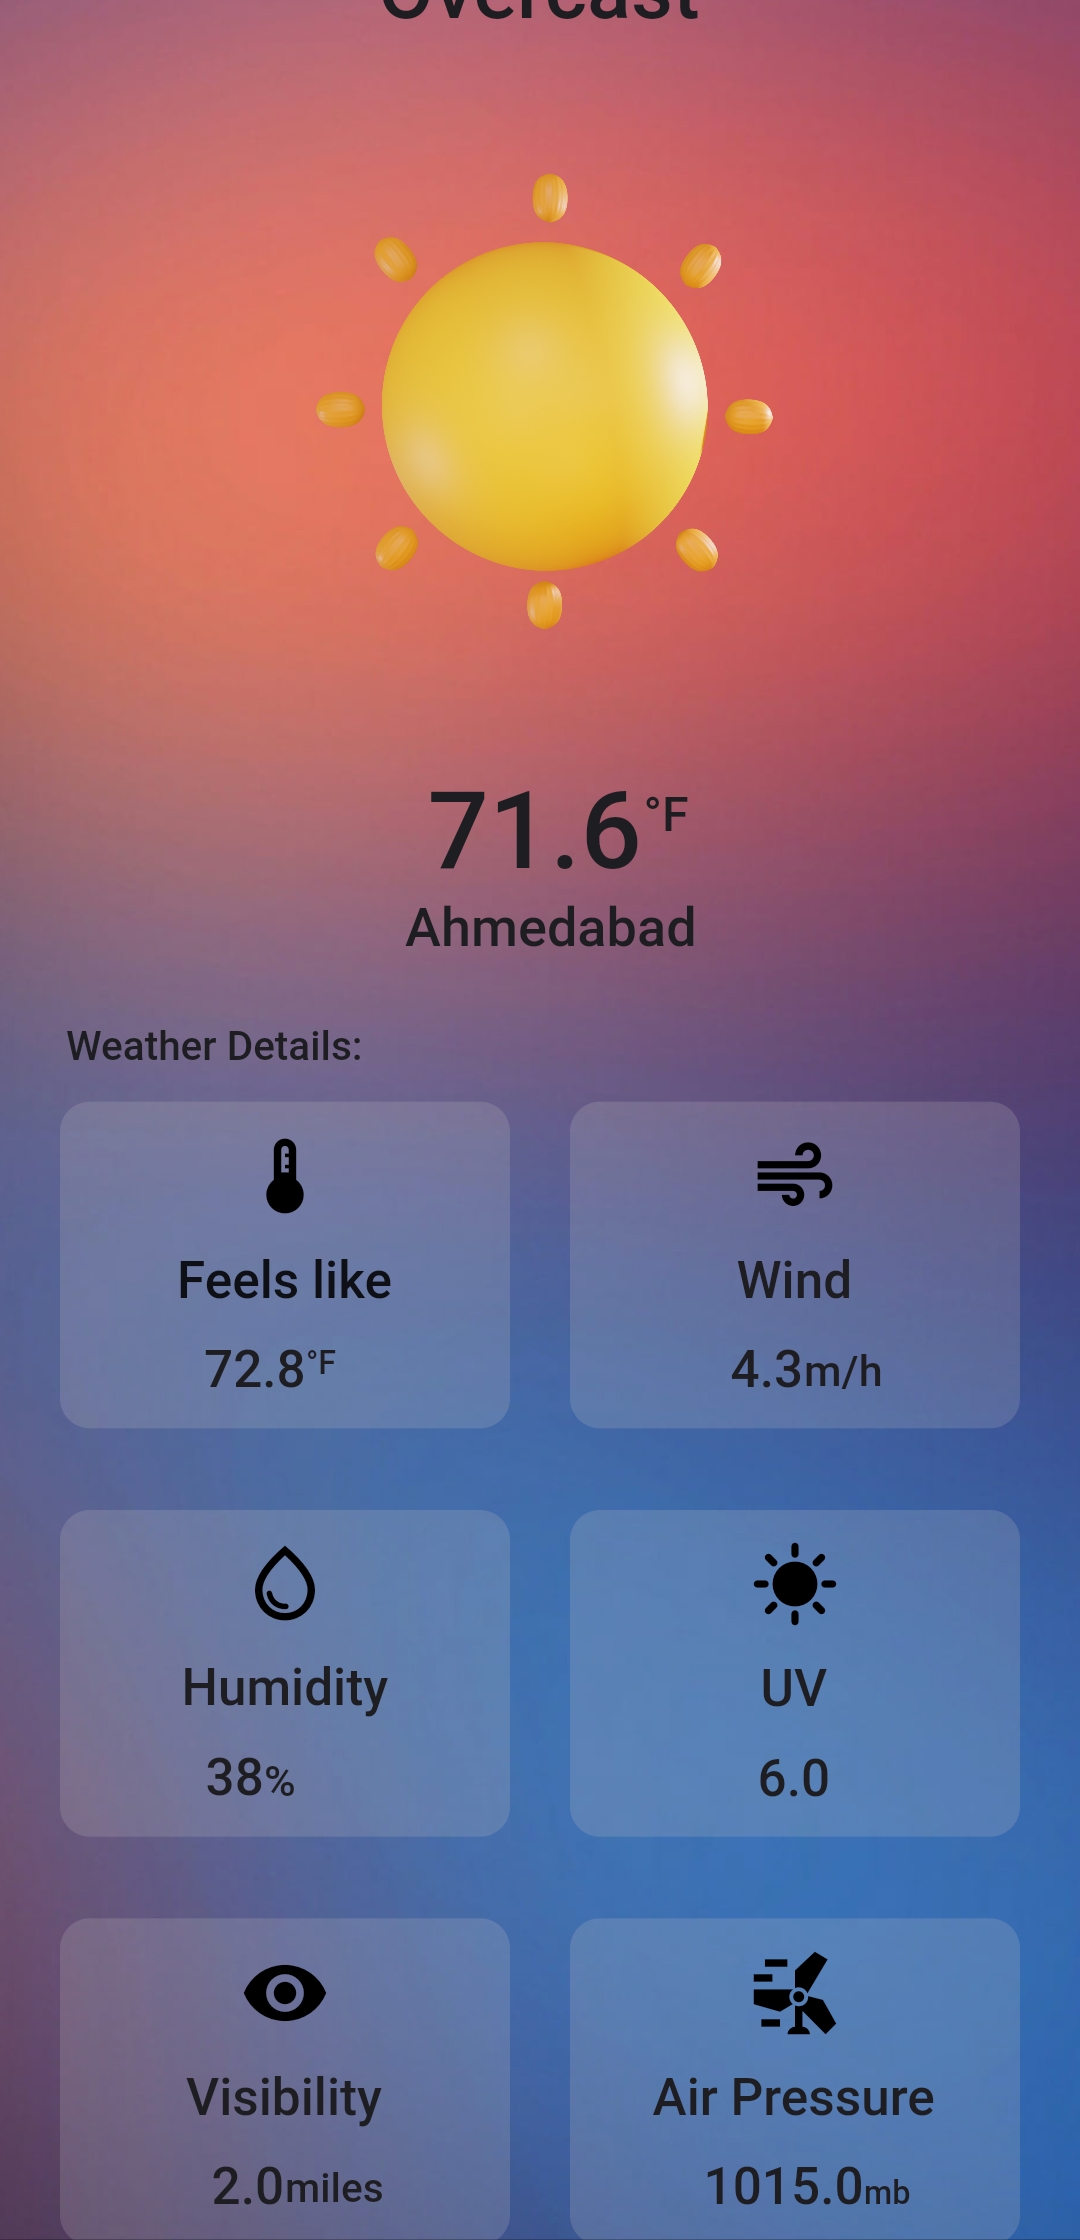 Overcast
71.6°F
Ahmedabad
Weather Details:
Feels like
72.8°F
Wind
4.3m/h
Humidity
38%
UV
6.0
Visibility
2.0miles
Air Pressure
1015.0mb